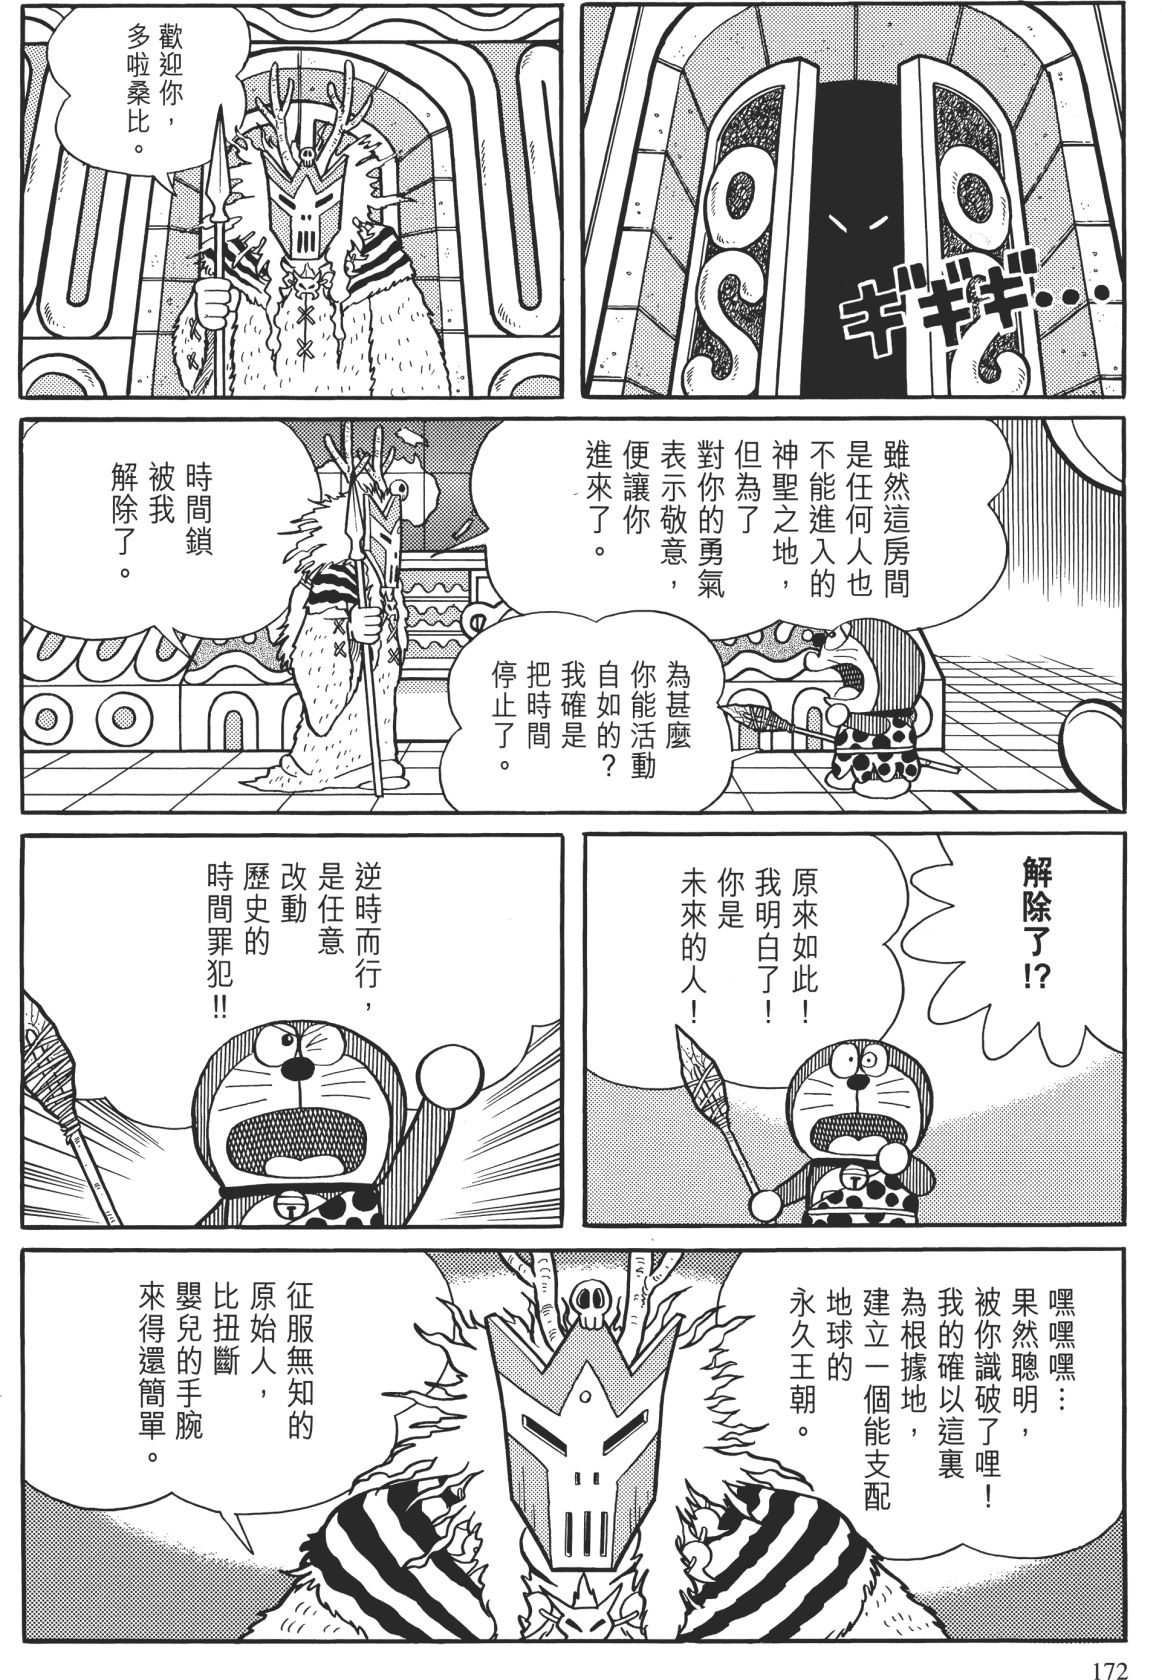 ギギギ・・・
歡迎你，
多啦桑比。
雖然這房間
是任何人也
不能進入的
神聖之地，
但為了
對你的勇氣
表示敬意，
便讓你
進來了。
為甚麼
你能活動
自如的？
我確是
把時間
停止了。
時間鎖
被我
解除了。
解除了!?
原來如此！
我明白了！
你是
未來的人！
逆時而行，
是任意
改動
歷史的
時間罪犯!!
嘿嘿嘿…
果然聰明，
被你識破了哩！
我的確以這裏
為根據地，
建立一個能支配
地球的
永久王朝。
征服無知的
原始人，
比扭斷
嬰兒的手腕
來得還簡單。
172